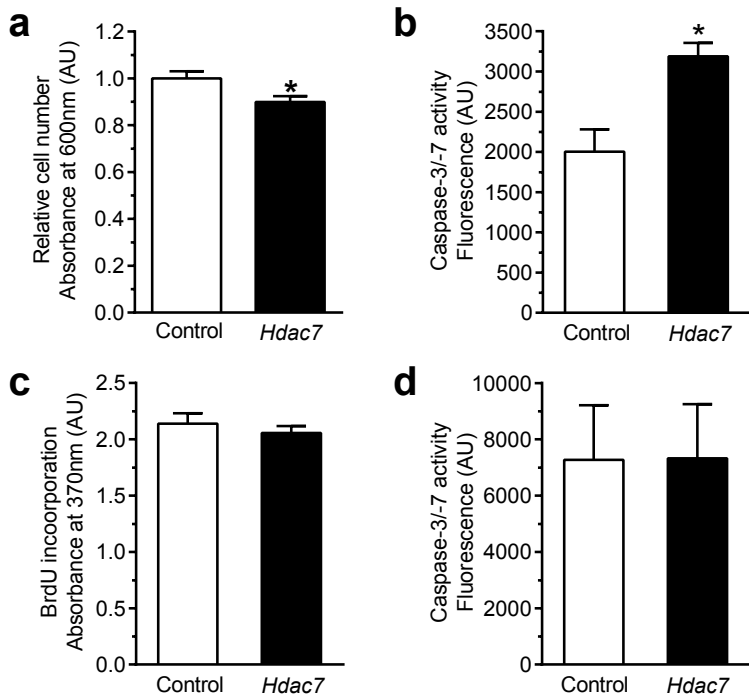 a
Relative cell number
Absorbance at 600nm (AU)
1.2
1.0
0.8
0.6
0.4
0.2
0.0
*
Control
Hdac7
b
Caspase-3/-7 activity
Fluorescence (AU)
3500
3250
3000
2500
2000
1500
1000
500
250
0
*
Control
Hdac7
c
BrdU incoorporation
Absorbance at 370nm (AU)
2.5
2.0
1.5
1.0
0.5
0.0
Control
Hdac7
d
Caspase-3/-7 activity
Fluorescence (AU)
10000
8000
6000
4000
2000
0
Control
Hdac7